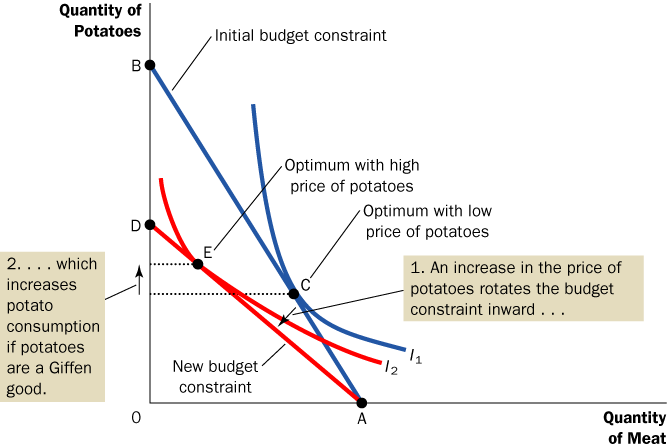 Quantity of
Potatoes
Initial budget constraint
B
Optimum with high
price of potatoes
Optimum with low
price of potatoes
D
E
2. . . . which
increases
potato
consumption
if potatoes
are a Giffen
good.
C
1. An increase in the price of
potatoes rotates the budget
constraint inward . . .
I1
I2
New budget
constraint
0
A
Quantity
of Meat